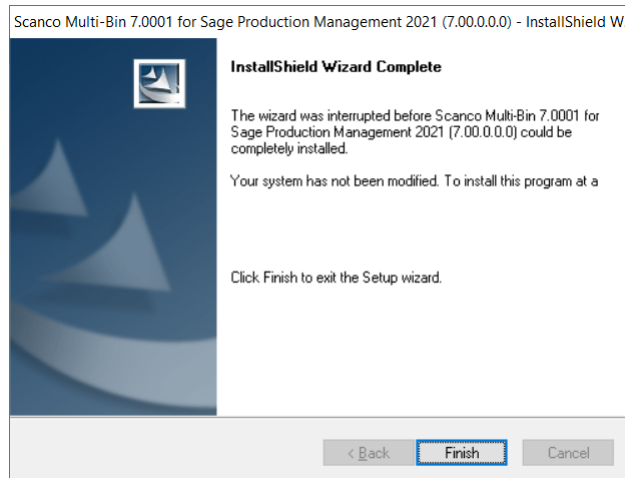 Scanco Multi-Bin 7.0001 for Sage Production Management 2021 (7.00.0.0.0) - InstallShield W
InstallShield Wizard Complete
The wizard was interrupted before Scanco Multi-Bin 7.0001 for
Sage Production Management 2021 (7.00.0.0.0) could be
completely installed.
Your system has not been modified. To install this program at a
Click Finish to exit the Setup wizard.
< Back
Finish
Cancel